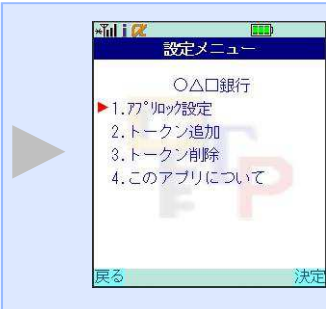 i α
設定メニュー
○△□銀行
1.ｱﾌﾟﾘﾛｯｸ設定
2.トークン追加
3.トークン削除
4.このアプリについて
戻る 決定